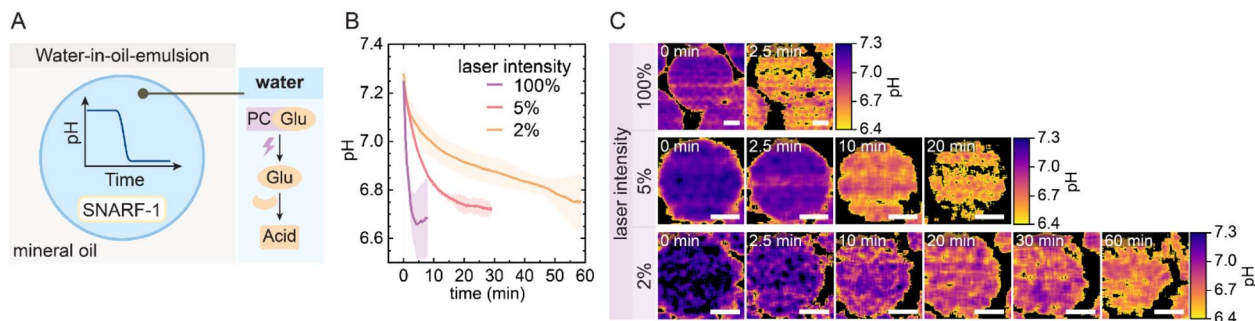 A
Water-in-oil-emulsion
pH
Time
SNARF-1
mineral oil
water
PC Glu
Glu
Acid
B
7.4
7.2
7.0
6.8
6.6
pH
0 10 20 30 40 50 60
time (min)
laser intensity
100%
5%
2%
C
laser intensity
100%
0 min
2.5 min
7.3
7.0
6.7
6.4
pH
5%
0 min
2.5 min
10 min
20 min
7.3
7.0
6.7
6.4
pH
2%
0 min
2.5 min
10 min
20 min
30 min
60 min
7.3
7.0
6.7
6.4
pH